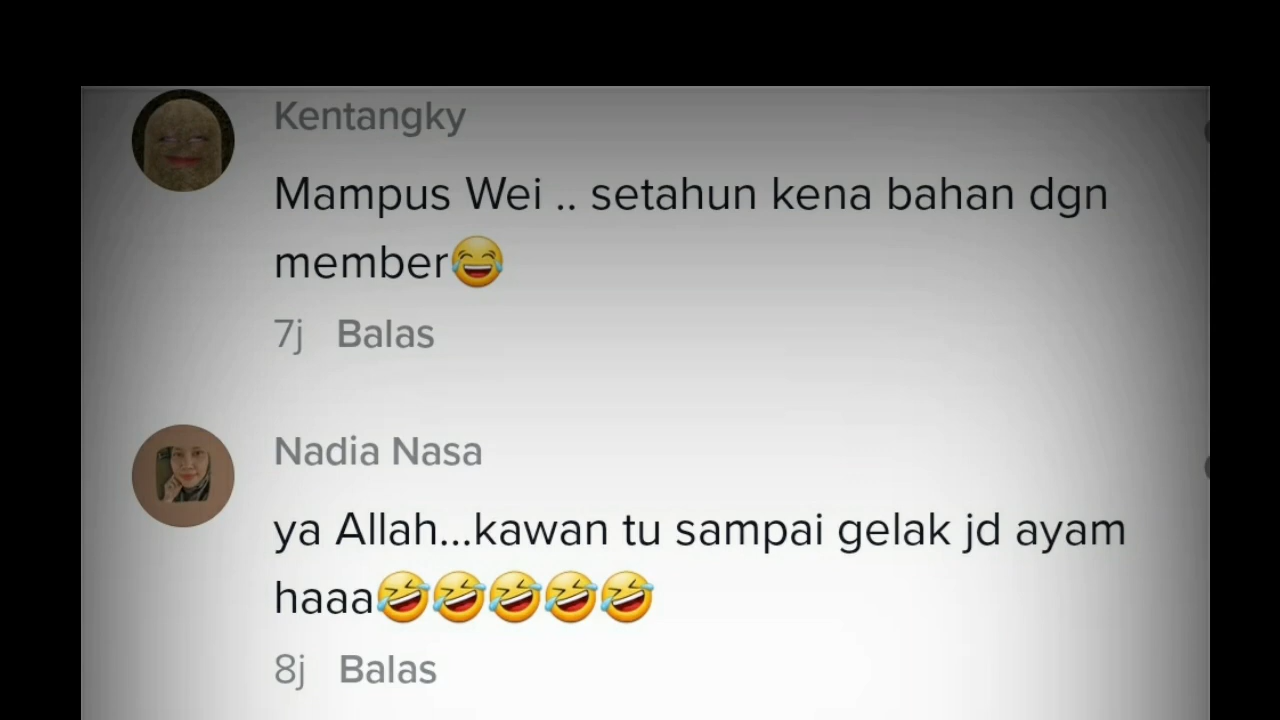 Kentangky
Mampus Wei .. setahun kena bahan dgn
member😂
7j Balas
Nadia Nasa
ya Allah...kawan tu sampai gelak jd ayam
haaa🤣🤣🤣🤣🤣
8j Balas